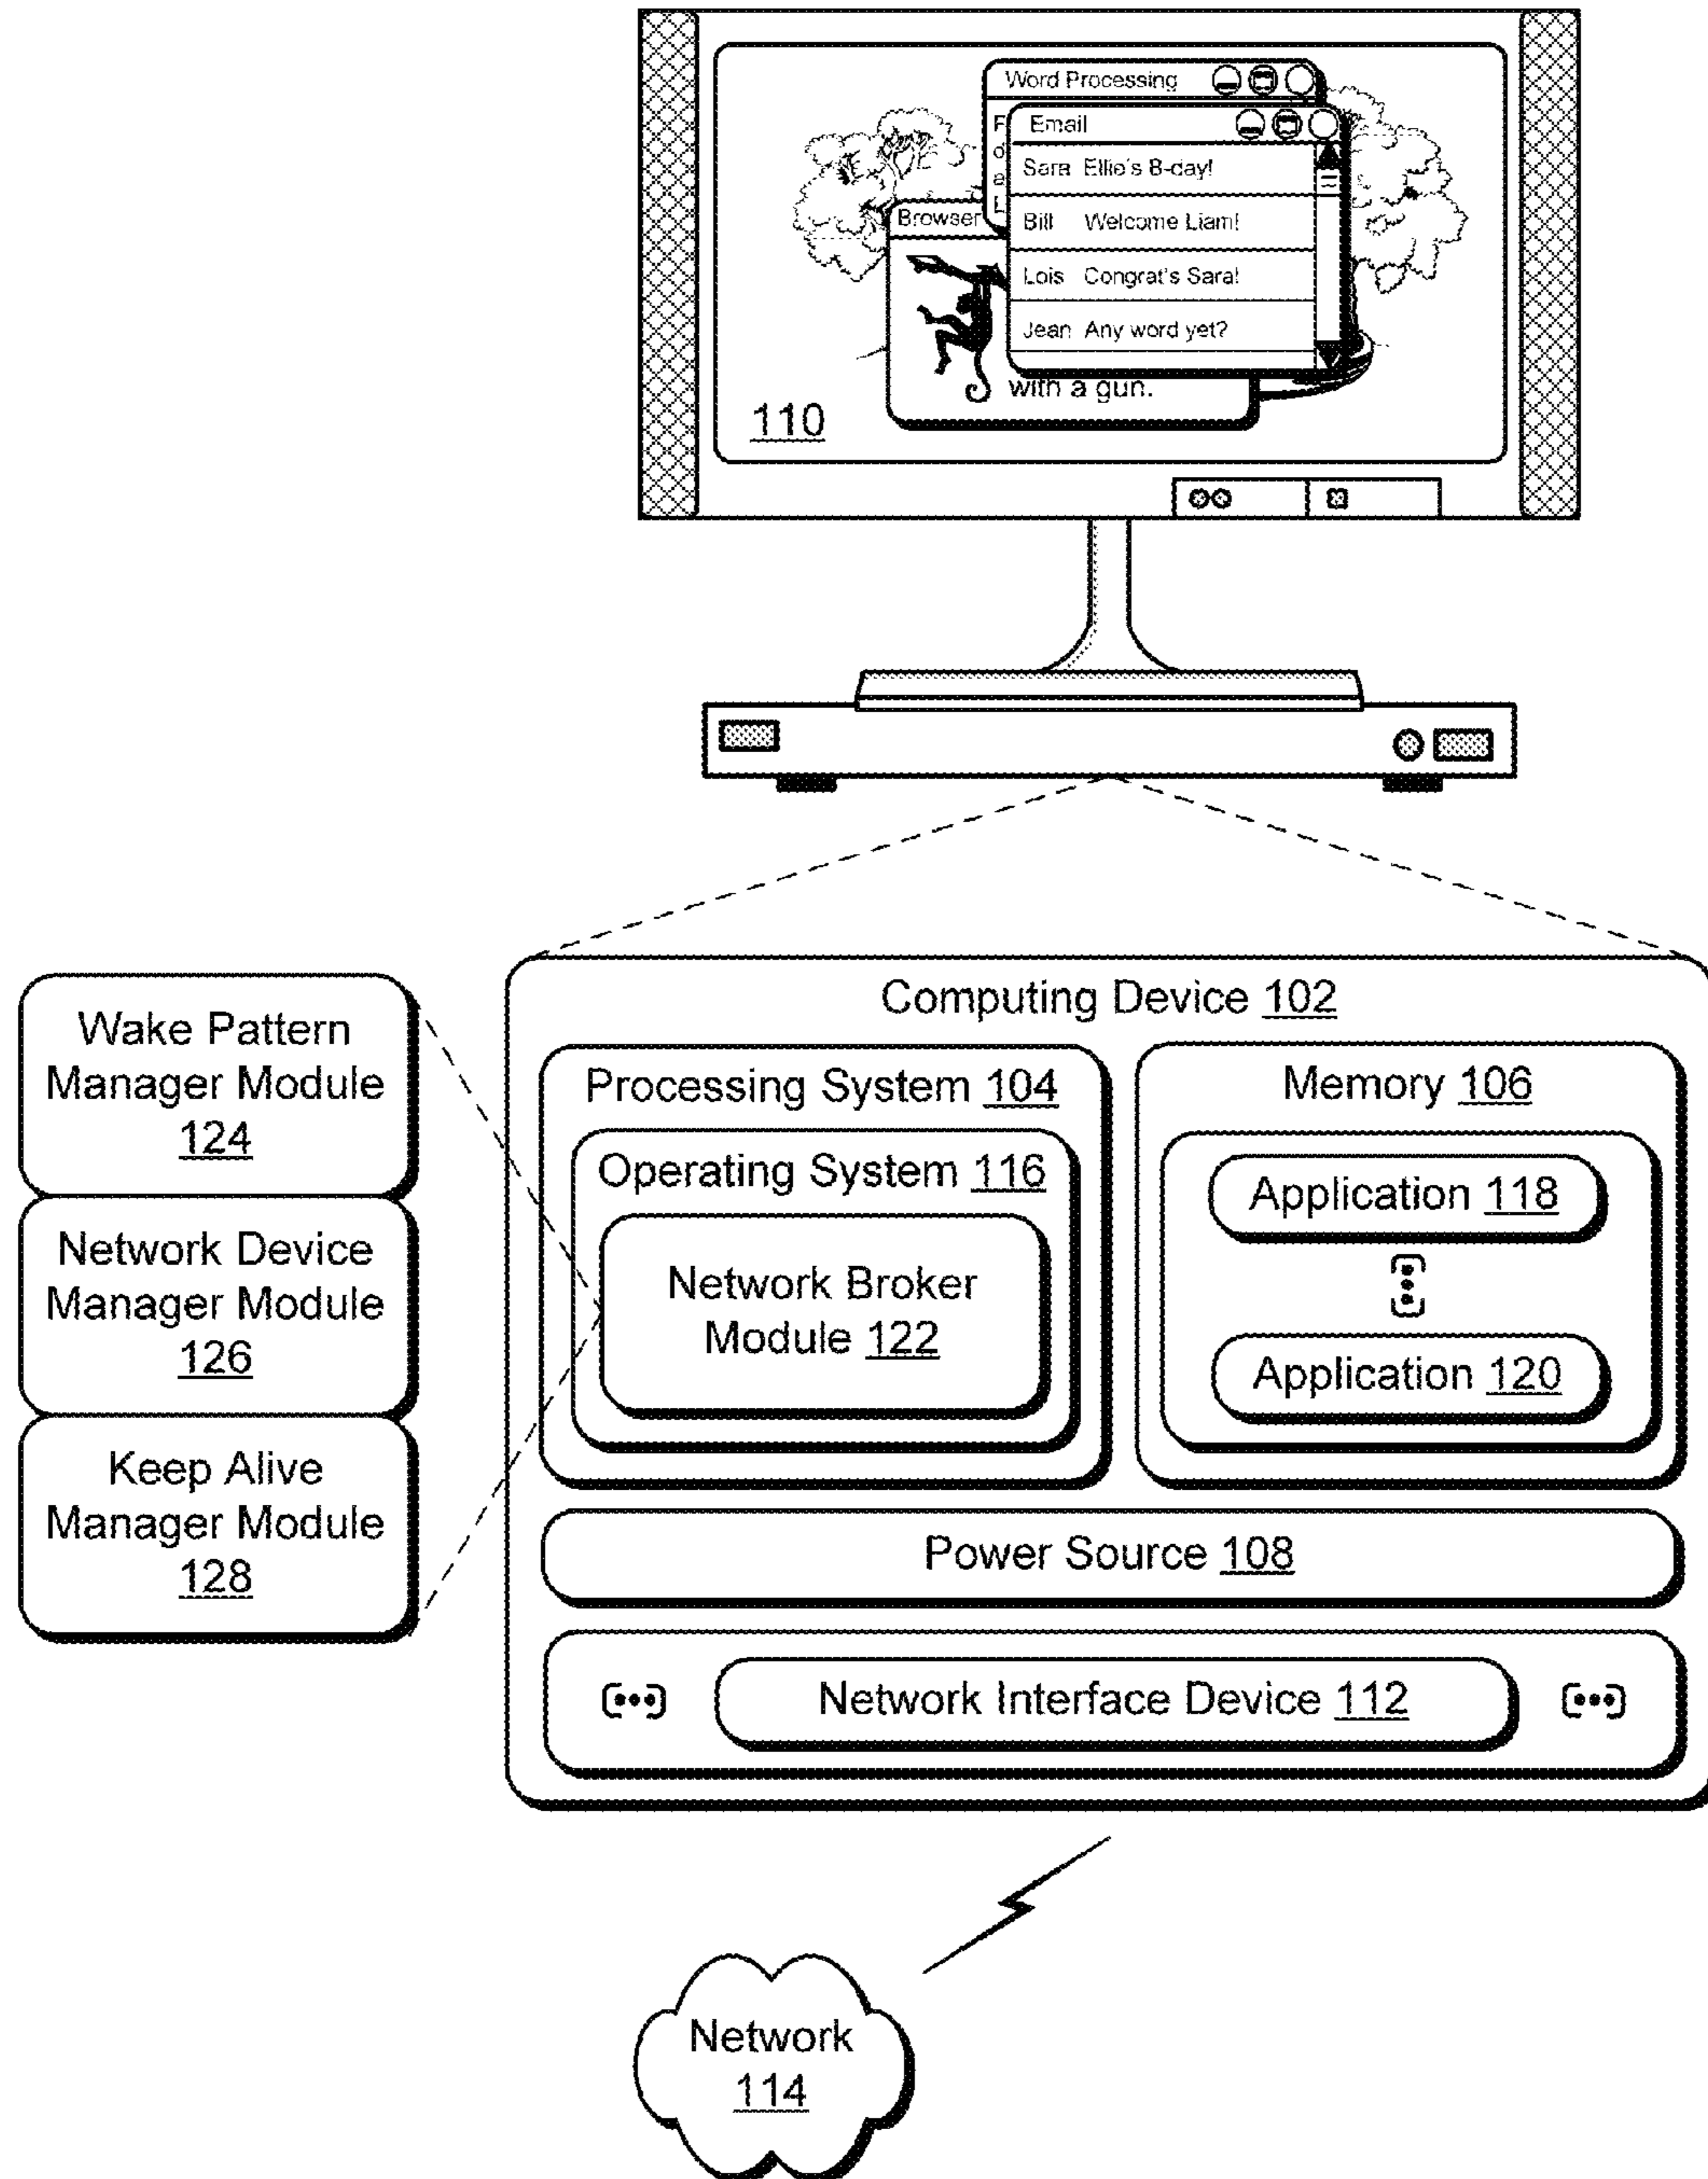 Word Processing
F
Email
d
Sara Ellie's B-day!
a
L
Browser
Bill Welcome Liam!
Lois Congrat's Sara!
Jean Any word yet?
with a gun.
110
Computing Device 102
Wake Pattern
Manager Module
124
Network Device
Manager Module
126
Keep Alive
Manager Module
128
Processing System 104
Operating System 116
Network Broker
Module 122
Memory 106
Application 118
Application 120
Power Source 108
Network Interface Device 112
Network
114